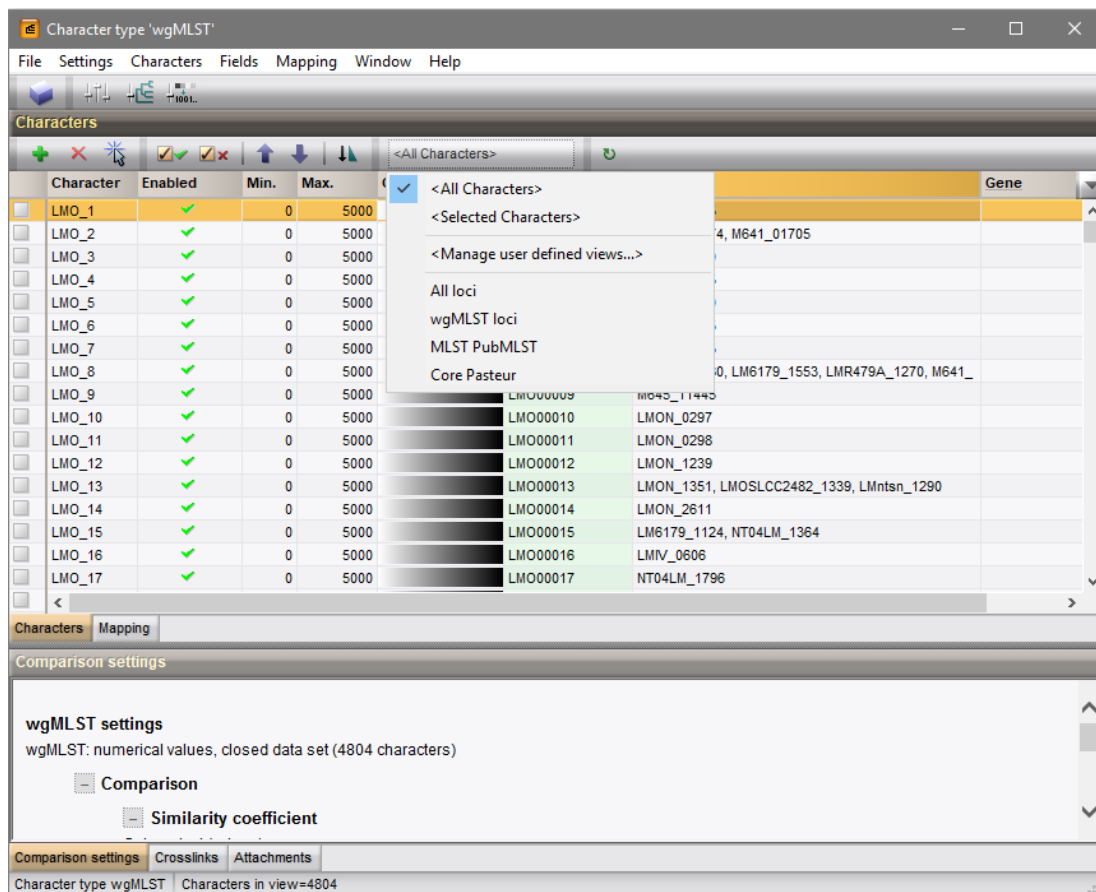 Character type 'wgMLST'
File Settings Characters Fields Mapping Window Help
Characters
<All Characters>
Character Enabled Min. Max. Gene
<All Characters>
<Selected Characters>
<Manage user defined views...>
All loci
wgMLST loci
MLST PubMLST
Core Pasteur
LMO_1 0 5000
LMO_2 0 5000 M641_01705
LMO_3 0 5000
LMO_4 0 5000
LMO_5 0 5000
LMO_6 0 5000
LMO_7 0 5000
LMO_8 0 5000 LM6179_1553, LMR479A_1270, M641_
LMO_9 0 5000 LMO00009 M645_11445
LMO_10 0 5000 LMO00010 LMON_0297
LMO_11 0 5000 LMO00011 LMON_0298
LMO_12 0 5000 LMO00012 LMON_1239
LMO_13 0 5000 LMO00013 LMON_1351, LMOSLCC2482_1339, LMntsn_1290
LMO_14 0 5000 LMO00014 LMON_2611
LMO_15 0 5000 LMO00015 LM6179_1124, NT04LM_1364
LMO_16 0 5000 LMO00016 LMIV_0606
LMO_17 0 5000 LMO00017 NT04LM_1796
Characters Mapping
Comparison settings
wgMLST settings
wgMLST: numerical values, closed data set (4804 characters)
Comparison
Similarity coefficient
Comparison settings Crosslinks Attachments
Character type wgMLST Characters in view=4804